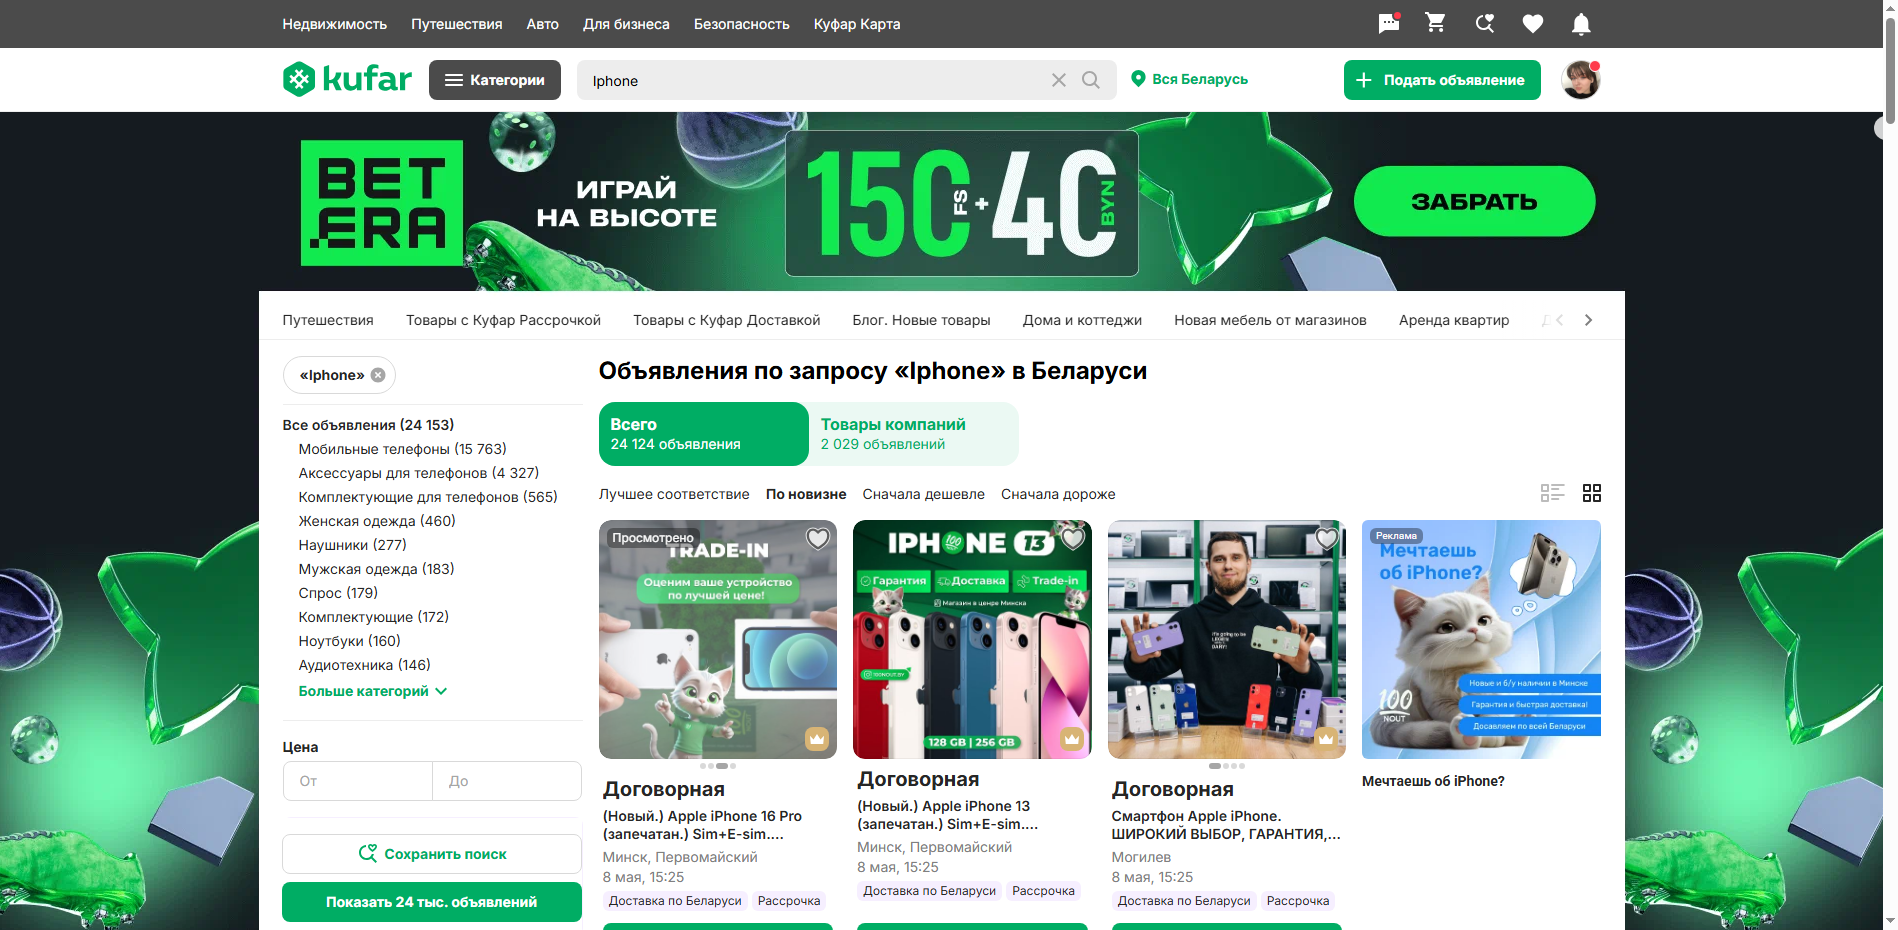 Недвижимость Путешествия Авто Для бизнеса Безопасность Куфар Карта
kufar Категории Iphone Вся Беларусь Подать объявление
BET
ERA
ИГРАЙ
НА ВЫСОТЕ
150 FS + 40 BYN
ЗАБРАТЬ
Путешествия Товары с Куфар Рассрочкой Товары с Куфар Доставкой Блог. Новые товары Дома и коттеджи Новая мебель от магазинов Аренда квартир
«Iphone»
Все объявления (24 153)
Мобильные телефоны (15 763)
Аксессуары для телефонов (4 327)
Комплектующие для телефонов (565)
Женская одежда (460)
Наушники (277)
Мужская одежда (183)
Спрос (179)
Комплектующие (172)
Ноутбуки (160)
Аудиотехника (146)
Больше категорий
Цена
От До
Сохранить поиск
Показать 24 тыс. объявлений
Объявления по запросу «Iphone» в Беларуси
Всего
24 124 объявления
Товары компаний
2 029 объявлений
Лучшее соответствие По новизне Сначала дешевле Сначала дороже
Просмотрено
TRADE-IN
Оценим ваше устройство
по лучшей цене!
Договорная
(Новый.) Apple iPhone 16 Pro
(запечатан.) Sim+E-sim....
Минск, Первомайский
8 мая, 15:25
Доставка по Беларуси Рассрочка
IPHONE 13
Гарантия Доставка Trade-in
Магазин в ценре Минска
100NOUT.BY
128 GB | 256 GB
Договорная
(Новый.) Apple iPhone 13
(запечатан.) Sim+E-sim....
Минск, Первомайский
8 мая, 15:25
Доставка по Беларуси Рассрочка
Договорная
Смартфон Apple iPhone.
ШИРОКИЙ ВЫБОР, ГАРАНТИЯ,...
Могилев
8 мая, 15:25
Доставка по Беларуси Рассрочка
Реклама
Мечтаешь
об iPhone?
100
NOUT
Новые и б/у наличии в Минске
Гарантия и быстрая доставка!
Досавляем по всей Беларуси
Мечтаешь об iPhone?